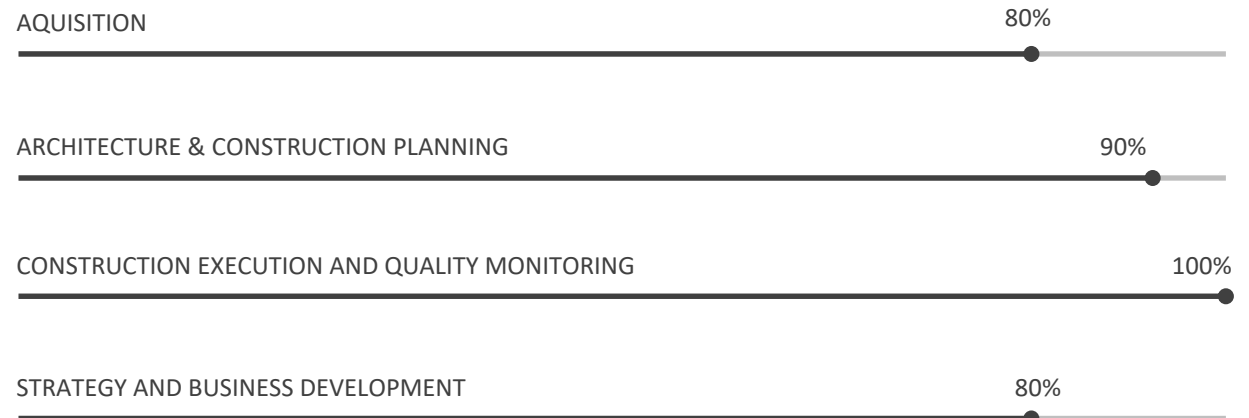 AQUISITION 80%
ARCHITECTURE & CONSTRUCTION PLANNING 90%
CONSTRUCTION EXECUTION AND QUALITY MONITORING 100%
STRATEGY AND BUSINESS DEVELOPMENT 80%